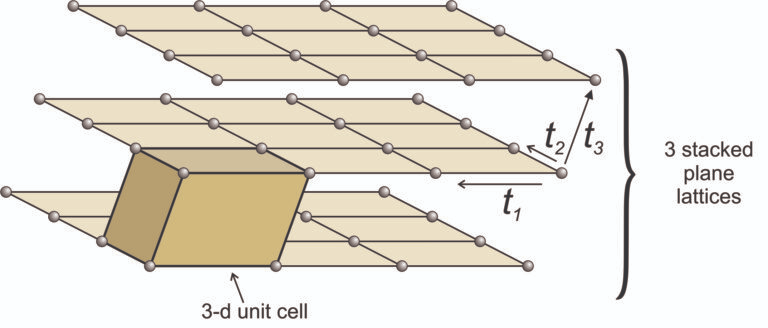 t2
t3
t1
3 stacked
plane
lattices
3-d unit cell